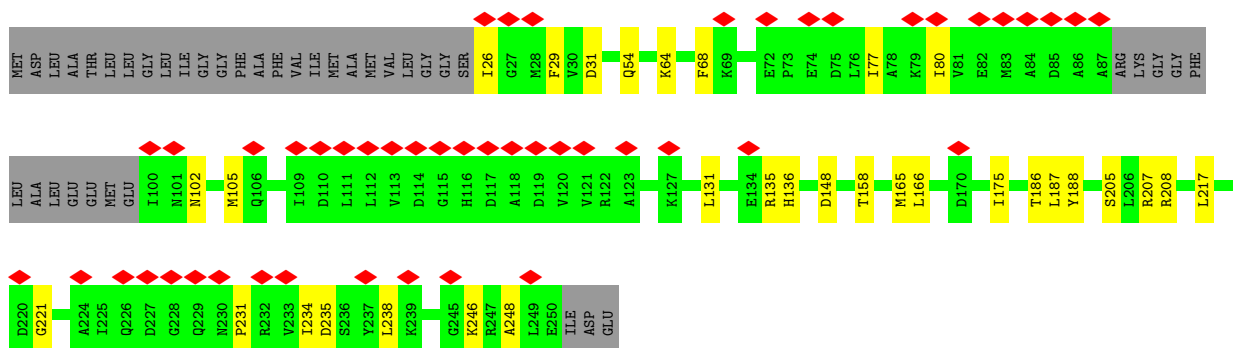 MET ASP LEU ALA THR LEU LEU GLY LEU ILE GLY GLY PHE ALA PHE VAL ILE MET ALA MET VAL LEU GLY GLY SER I26 G27 M28 F29 V30 D31 Q54 K64 F68 K69 E72 P73 E74 D75 L76 I77 A78 K79 I80 V81 E82 M83 A84 D85 A86 A87 ARG LYS GLY GLY PHE
LEU ALA LEU GLU GLU MET GLU I100 N101 N102 M105 Q106 I109 D110 L111 L112 V113 D114 G115 H116 D117 A118 D119 V120 V121 R122 A123 K127 L131 E134 R135 H136 D148 T158 M165 L166 D170 I175 T186 L187 Y188 S205 L206 R207 R208 L217
D220 G221 A224 I225 Q226 D227 G228 Q229 N230 P231 R232 V233 I234 D235 S236 Y237 L238 K239 G245 K246 R247 A248 L249 E250 ILE ASP GLU